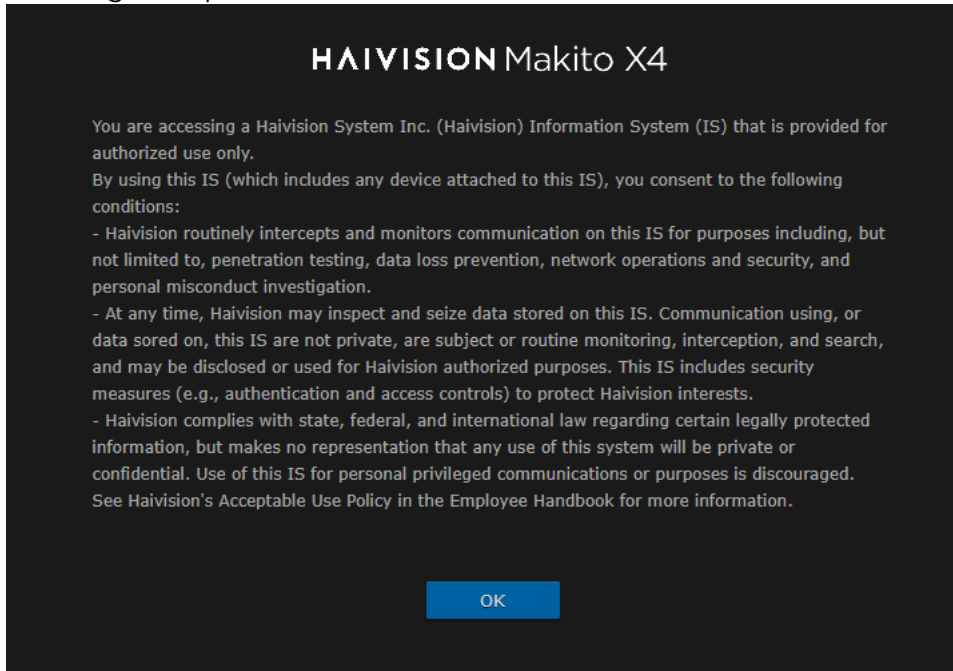 HAIVISION Makito X4
You are accessing a Haivision System Inc. (Haivision) Information System (IS) that is provided for
authorized use only.
By using this IS (which includes any device attached to this IS), you consent to the following
conditions:
- Haivision routinely intercepts and monitors communication on this IS for purposes including, but
not limited to, penetration testing, data loss prevention, network operations and security, and
personal misconduct investigation.
- At any time, Haivision may inspect and seize data stored on this IS. Communication using, or
data sored on, this IS are not private, are subject or routine monitoring, interception, and search,
and may be disclosed or used for Haivision authorized purposes. This IS includes security
measures (e.g., authentication and access controls) to protect Haivision interests.
- Haivision complies with state, federal, and international law regarding certain legally protected
information, but makes no representation that any use of this system will be private or
confidential. Use of this IS for personal privileged communications or purposes is discouraged.
See Haivision's Acceptable Use Policy in the Employee Handbook for more information.
OK